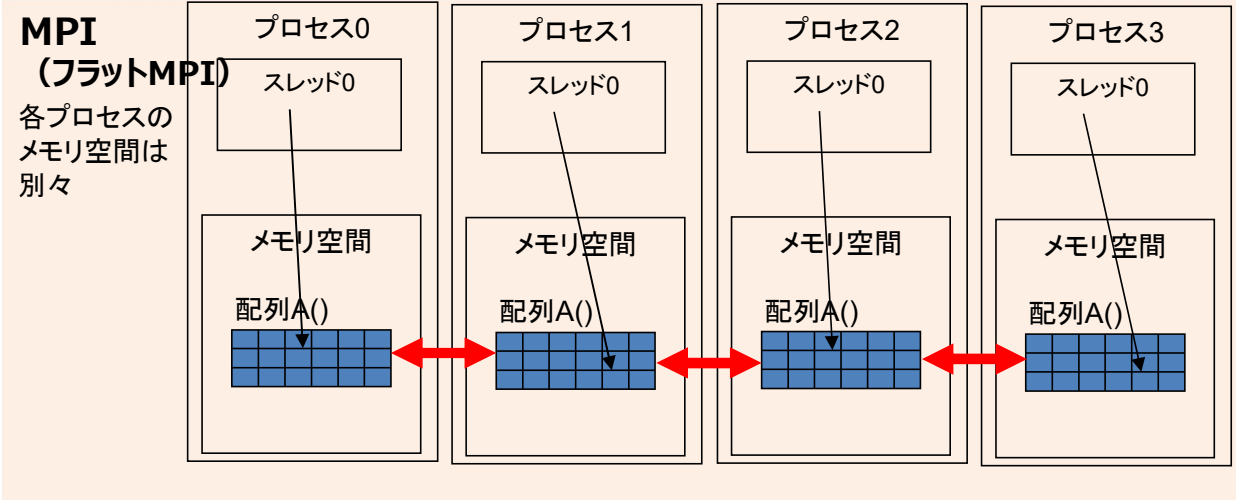 MPI
（フラットMPI）
各プロセスの
メモリ空間は
別々
プロセス0
スレッド0
メモリ空間
配列A()
プロセス1
スレッド0
メモリ空間
配列A()
プロセス2
スレッド0
メモリ空間
配列A()
プロセス3
スレッド0
メモリ空間
配列A()